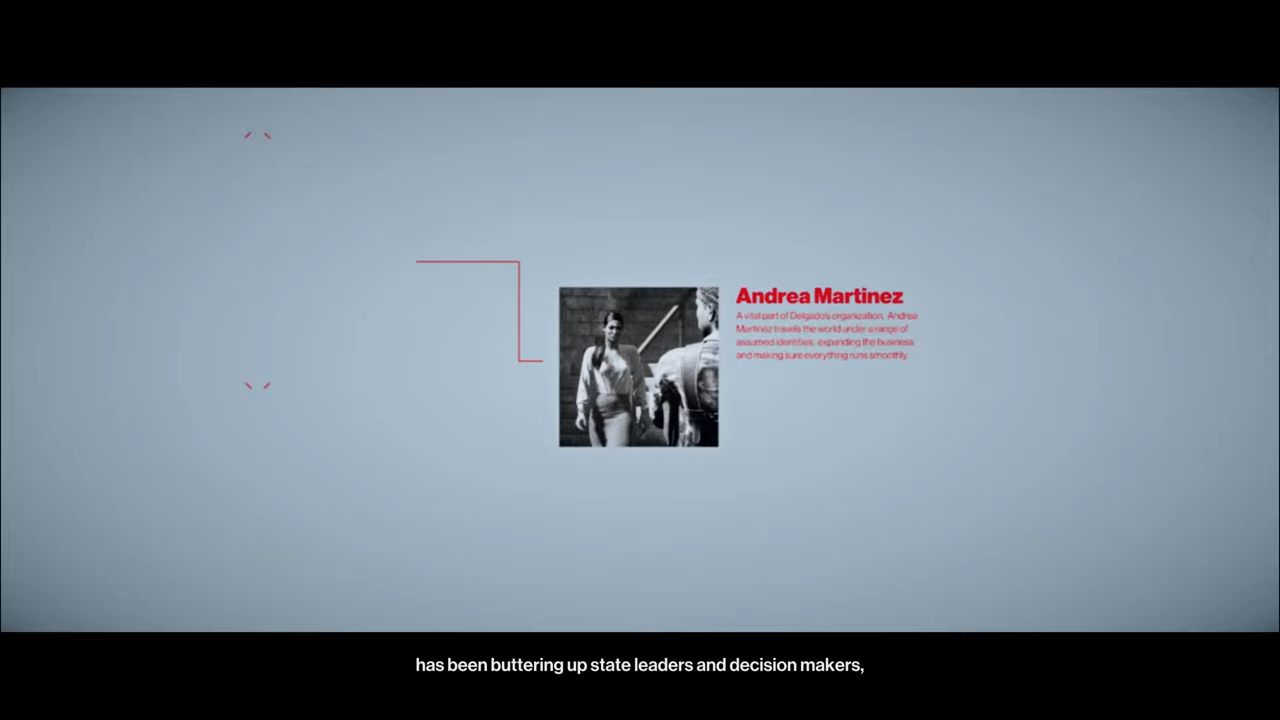 Andrea Martinez
A vital part of Delgado's organization, Andrea
Martinez travels the world under a range of
assumed identities, expanding the business
and making sure everything runs smoothly.
has been buttering up state leaders and decision makers,